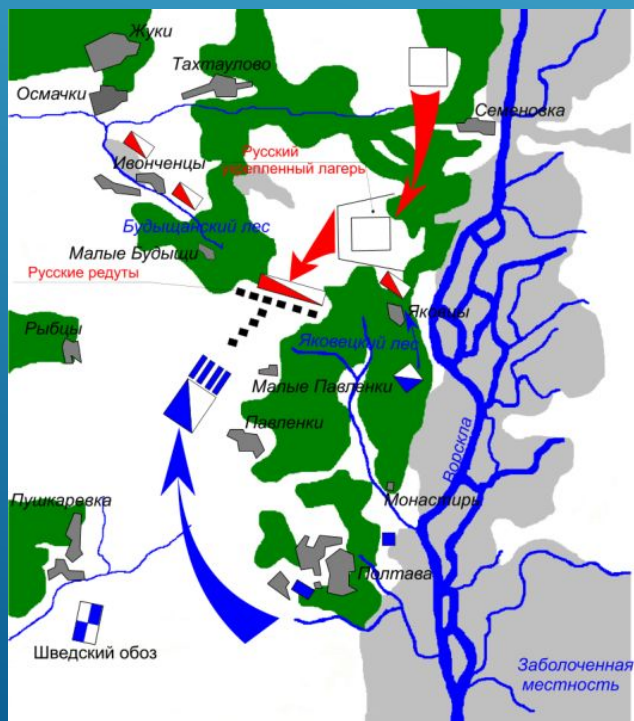 Жуки
Тахтаулово
Осмачки
Семеновка
Русский
укрепленный лагерь
Ивонченцы
Будыщанский лес
Малые Будыщи
Русские редуты
Яковцы
Рыбцы
Яковецкий лес
Малые Павленки
Павленки
Ворскла
Пушкаревка
Монастырь
Полтава
Шведский обоз
Заболоченная
местность